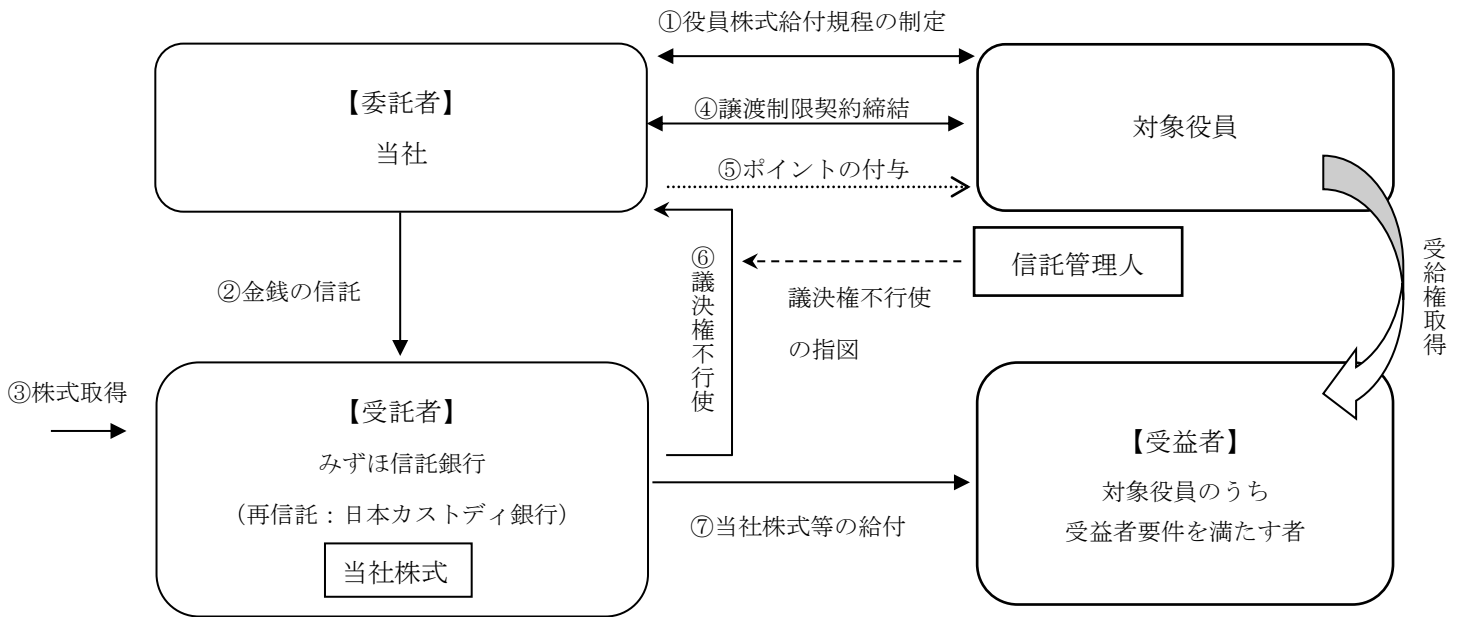 ①役員株式給付規程の制定
【委託者】
当社
④譲渡制限契約締結
対象役員
⑤ポイントの付与
②金銭の信託
⑥議決権不行使
信託管理人
議決権不行使
の指図
受給権取得
③株式取得
【受託者】
みずほ信託銀行
(再信託：日本カストディ銀行)
当社株式
⑦当社株式等の給付
【受益者】
対象役員のうち
受益者要件を満たす者